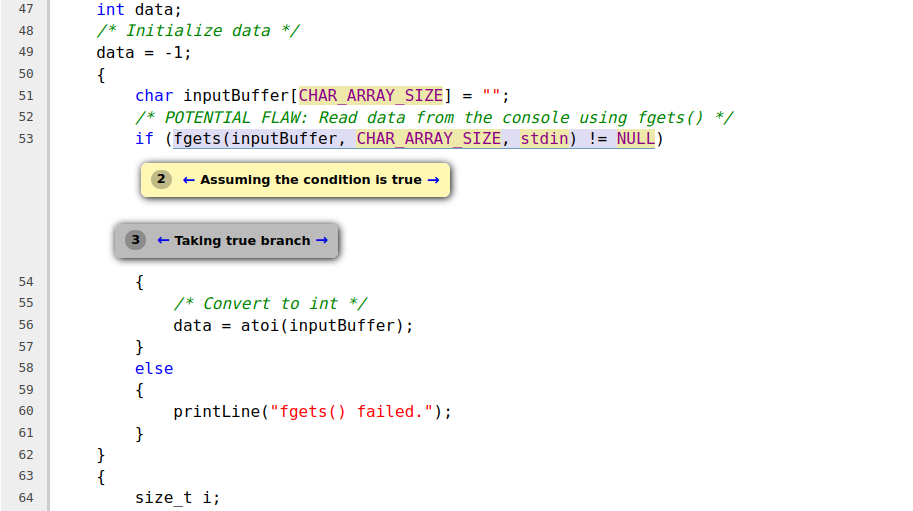 47 int data;
48 /* Initialize data */
49 data = -1;
50 {
51 char inputBuffer[CHAR_ARRAY_SIZE] = "";
52 /* POTENTIAL FLAW: Read data from the console using fgets() */
53 if (fgets(inputBuffer, CHAR_ARRAY_SIZE, stdin) != NULL)
2 ← Assuming the condition is true →
3 ← Taking true branch →
54 {
55 /* Convert to int */
56 data = atoi(inputBuffer);
57 }
58 else
59 {
60 printLine("fgets() failed.");
61 }
62 }
63 {
64 size_t i;